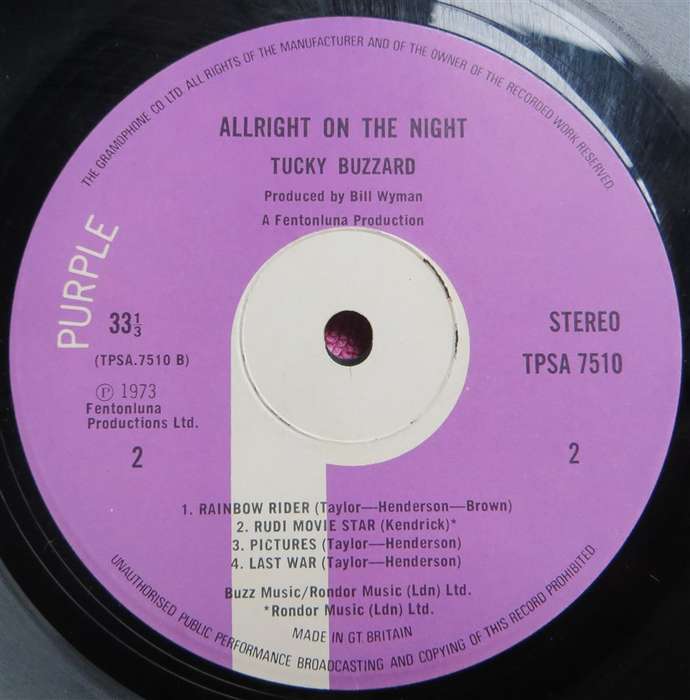 THE GRAMOPHONE CO LTD. ALL RIGHTS OF THE MANUFACTURER AND OF THE OWNER OF THE RECORDED WORK RESERVED.
ALLRIGHT ON THE NIGHT
TUCKY BUZZARD
Produced by Bill Wyman
A Fentonluna Production
PURPLE
33⅓
(TPSA.7510 B)
Ⓟ 1973
Fentonluna
Productions Ltd.
2
STEREO
TPSA 7510
2
1. RAINBOW RIDER (Taylor—Henderson—Brown)
2. RUDI MOVIE STAR (Kendrick)*
3. PICTURES (Taylor—Henderson)
4. LAST WAR (Taylor—Henderson)
Buzz Music/Rondor Music (Ldn) Ltd.
*Rondor Music (Ldn) Ltd.
MADE IN GT. BRITAIN
UNAUTHORISED PUBLIC PERFORMANCE BROADCASTING AND COPYING OF THIS RECORD PROHIBITED